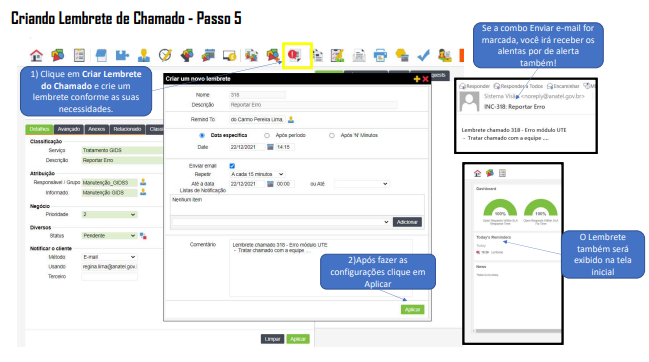 Criando Lembrete de Chamado - Passo 5
Se a combo Enviar e-mail for
marcada, você irá receber os
alentas por de alerta
também!
1) Clique em Criar Lembrete
do Chamado e crie um
lembrete conforme as suas
necessidades.
Criar um novo lembrete
Nome 318
Descrição Reportar Erro
Remind To do Carmo Pereira Lima
Data específica Após período Após 'N' Minutos
Date 22/12/2021 14:15
Enviar email
Repetir A cada 15 minutos
Até a data 22/12/2021 00:00 ou Até
Listas de Notificação
Nenhum item
Adicionar
Comentário Lembrete chamado 318 - Erro módulo UTE
- Tratar chamado com a equipe ....
2)Após fazer as
configurações clique em
Aplicar
Aplicar
Detalhes Avançado Anexos Relacionado
Classificação
Serviço Tratamento GIDS
Descrição Reportar Erro
Atribuição
Responsável / Grupo Manutenção_GIDS3
Informado Manutenção GIDS
Negócio
Prioridade 2
Diversos
Status Pendente
Notificar o cliente
Método E-mail
Usando regina.lima@anatel.gov.
Terceiro
Limpar Aplicar
Responder Responder a Todos Encaminhar
Sistema Visão <noreply@anatel.gov.br>
INC-318: Reportar Erro
Lembrete chamado 318 - Erro módulo UTE
- Tratar chamado com a equipe ....
Dashboard
100% 100%
Today's Reminders
Today
News
O Lembrete
também será
exibido na tela
inicial